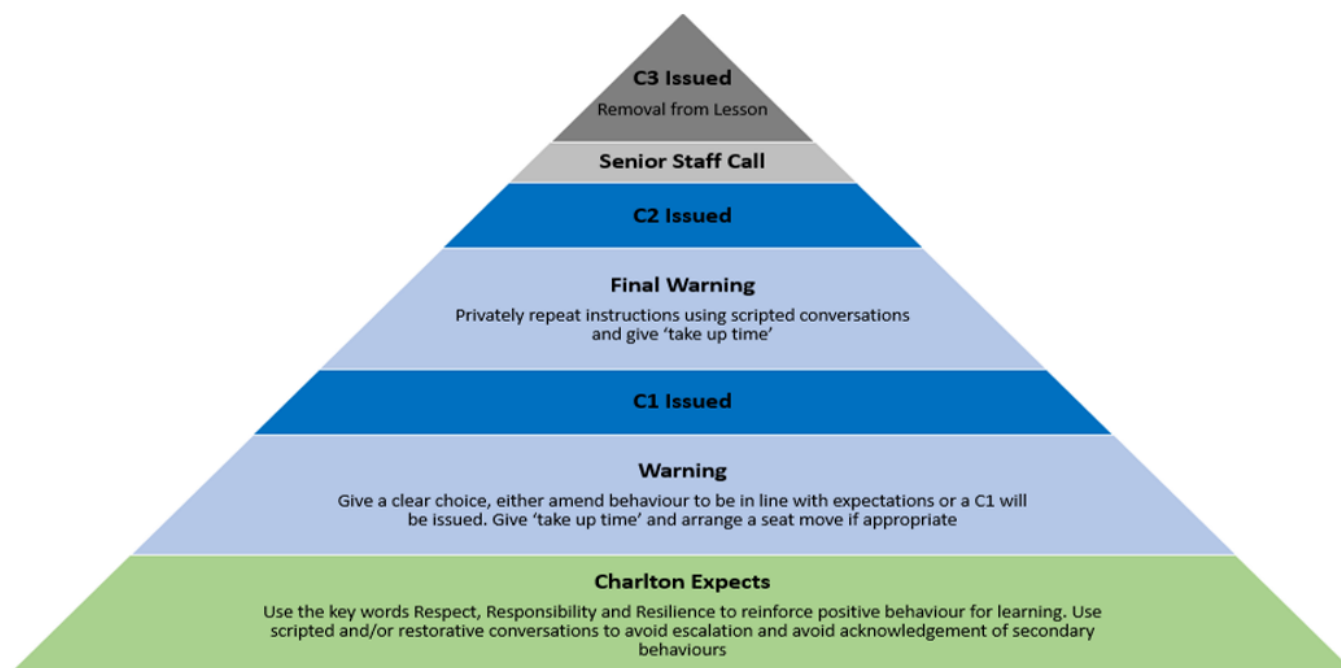 C3 Issued
Removal from Lesson
Senior Staff Call
C2 Issued
Final Warning
Privately repeat instructions using scripted conversations
and give ‘take up time’
C1 Issued
Warning
Give a clear choice, either amend behaviour to be in line with expectations or a C1 will
be issued. Give ‘take up time’ and arrange a seat move if appropriate
Charlton Expects
Use the key words Respect, Responsibility and Resilience to reinforce positive behaviour for learning. Use
scripted and/or restorative conversations to avoid escalation and avoid acknowledgement of secondary
behaviours